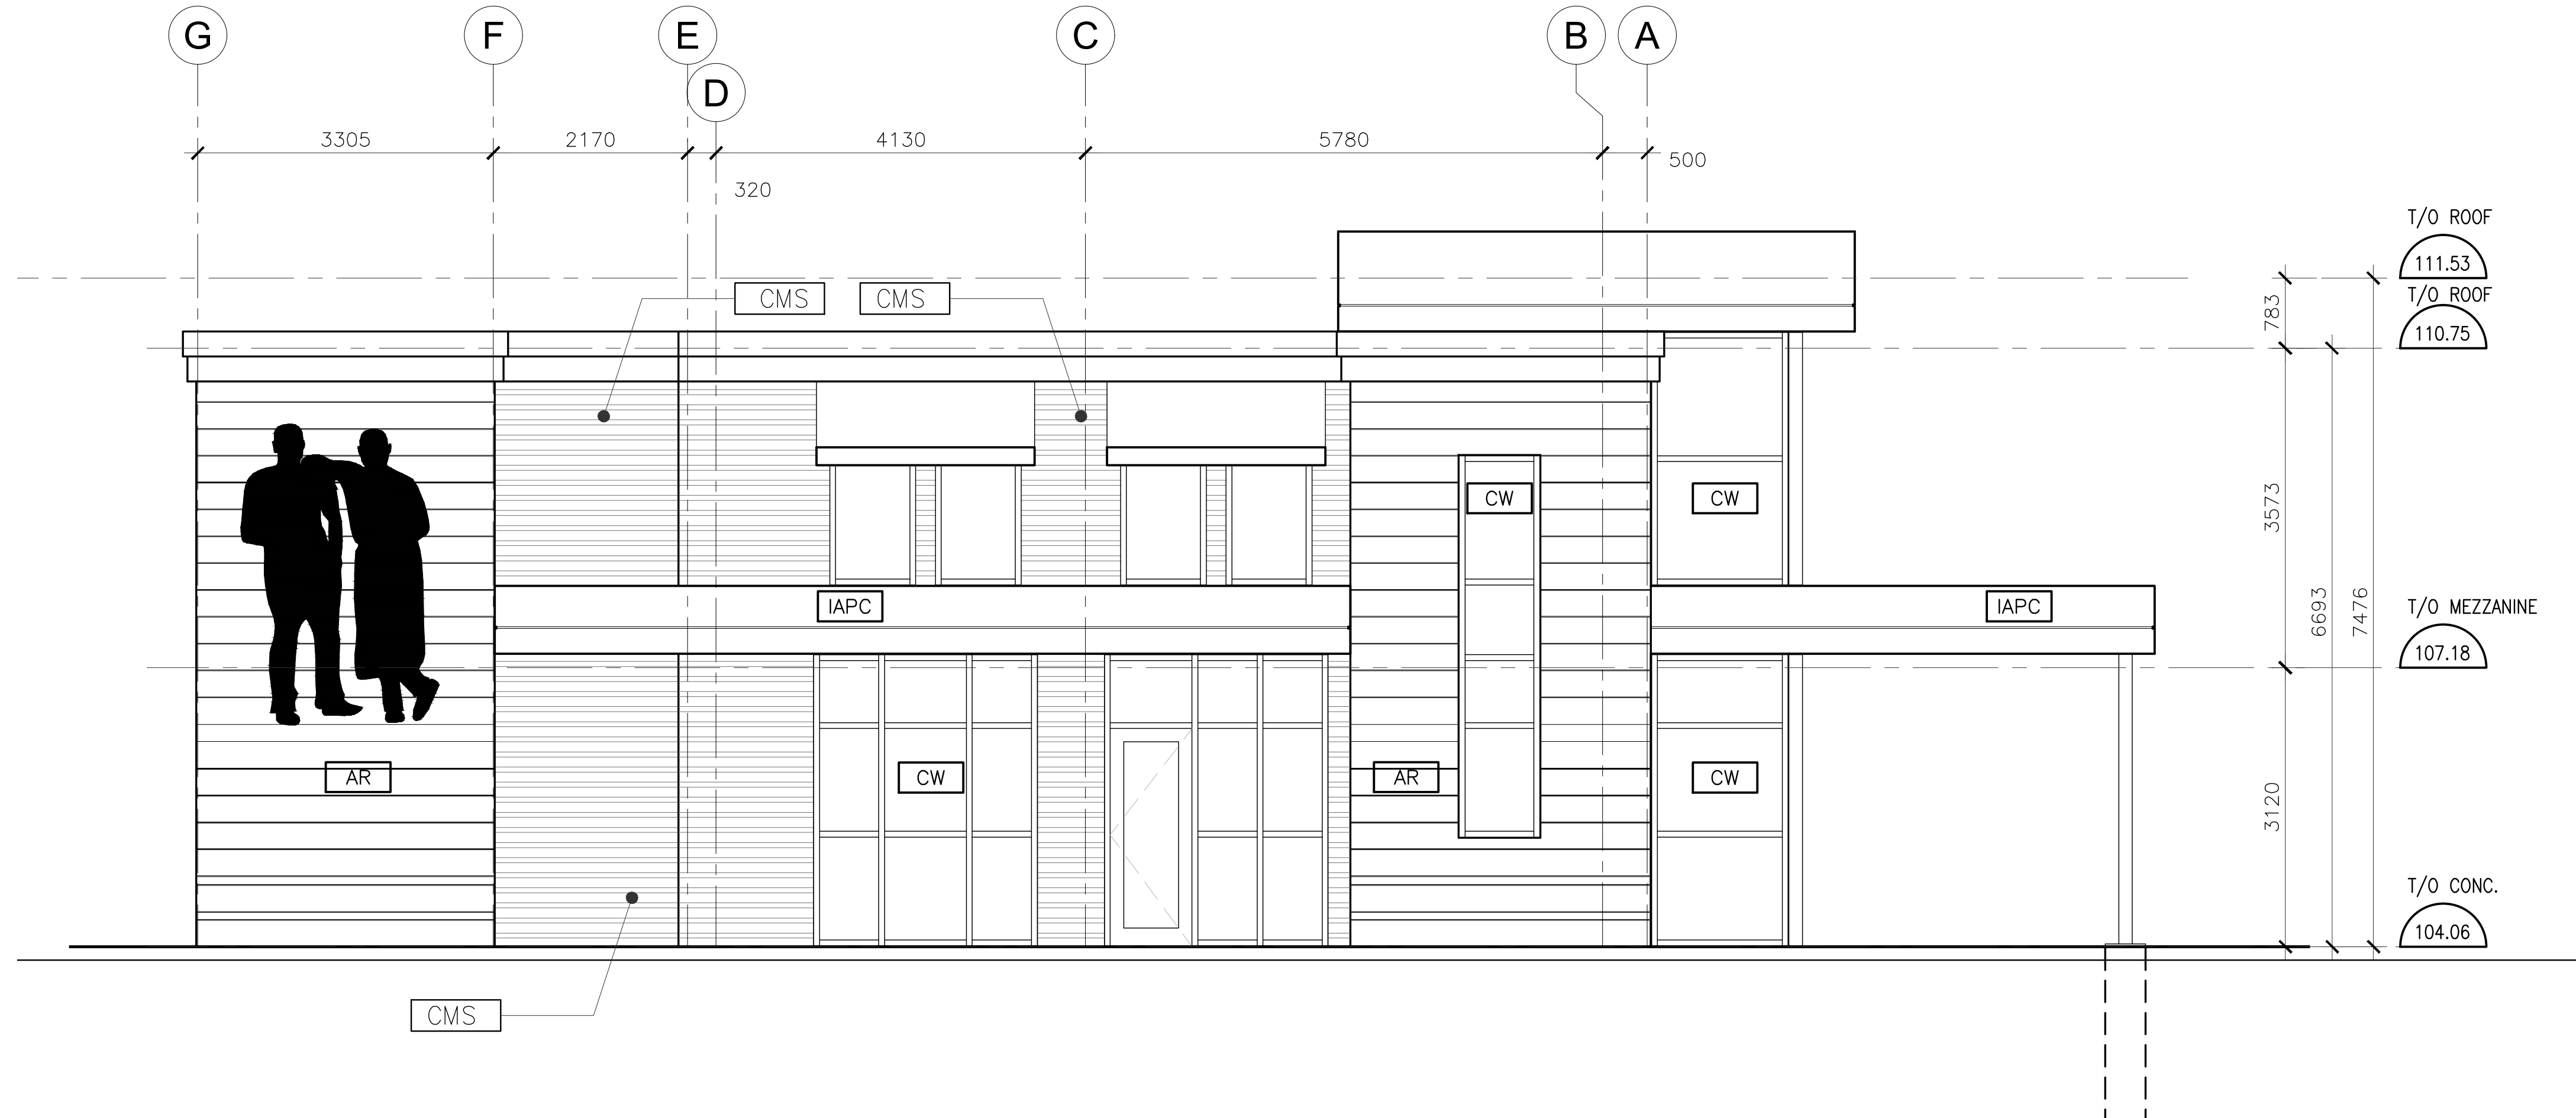 G F E C B A
D
3305 2170 4130 5780
500
320
T/O ROOF
111.53
CMS CMS
T/O ROOF
110.75
783
CW CW
3573
IAPC IAPC
T/O MEZZANINE
6693
7476
107.18
AR CW AR CW
3120
T/O CONC.
104.06
CMS